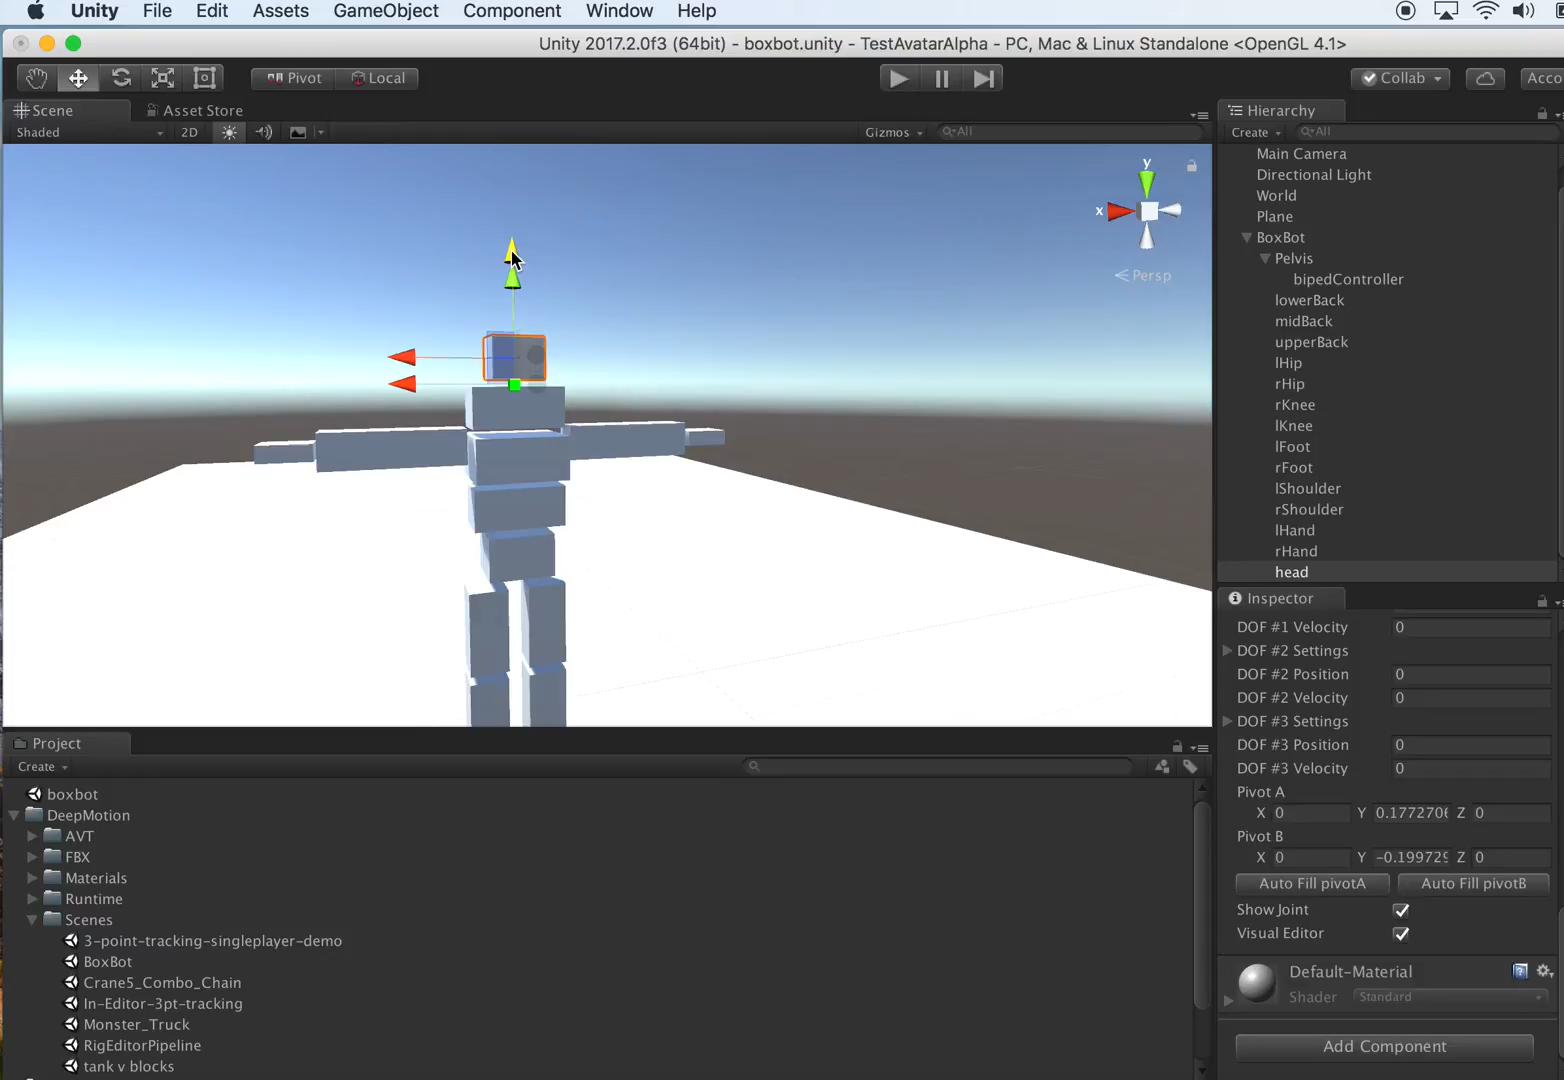 Unity File Edit Assets GameObject Component Window Help
Unity 2017.2.0f3 (64bit) - boxbot.unity - TestAvatarAlpha - PC, Mac & Linux Standalone <OpenGL 4.1>
Pivot Local Collab Acco
Scene Asset Store
Shaded 2D Gizmos All
y
x
Persp
Hierarchy
Create All
Main Camera
Directional Light
World
Plane
BoxBot
Pelvis
bipedController
lowerBack
midBack
upperBack
lHip
rHip
rKnee
lKnee
lFoot
rFoot
lShoulder
rShoulder
lHand
rHand
head
Inspector
DOF #1 Velocity 0
DOF #2 Settings
DOF #2 Position 0
DOF #2 Velocity 0
DOF #3 Settings
DOF #3 Position 0
DOF #3 Velocity 0
Pivot A
X 0 Y 0.1772706 Z 0
Pivot B
X 0 Y -0.199729 Z 0
Auto Fill pivotA Auto Fill pivotB
Show Joint
Visual Editor
Default-Material
Shader Standard
Add Component
Project
Create
boxbot
DeepMotion
AVT
FBX
Materials
Runtime
Scenes
3-point-tracking-singleplayer-demo
BoxBot
Crane5_Combo_Chain
In-Editor-3pt-tracking
Monster_Truck
RigEditorPipeline
tank v blocks